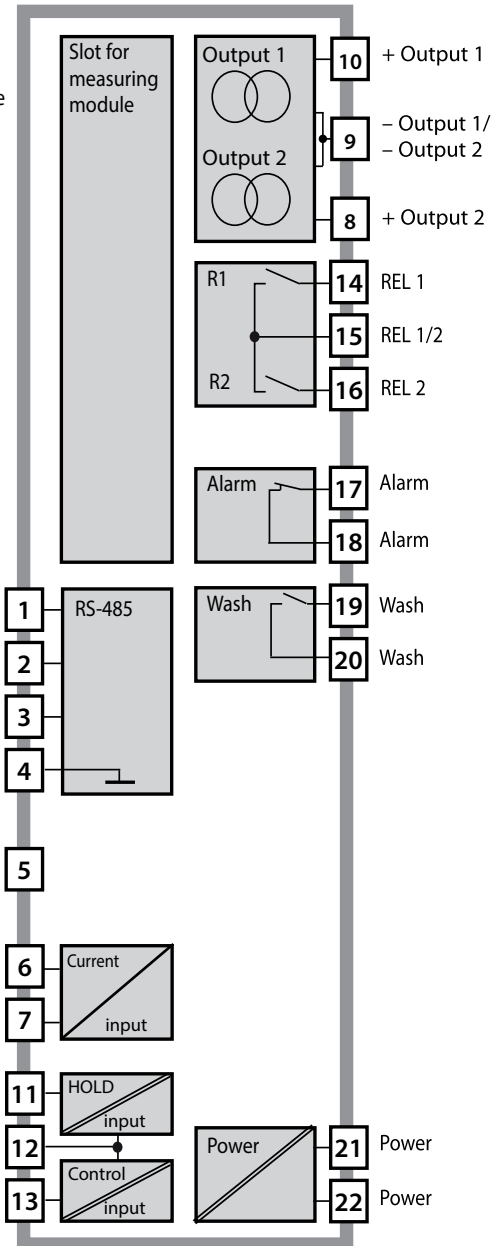 e
Slot for
measuring
module
Output 1
Output 2
10 + Output 1
9 – Output 1/
– Output 2
8 + Output 2
R1
R2
14 REL 1
15 REL 1/2
16 REL 2
Alarm
17 Alarm
18 Alarm
Wash
19 Wash
20 Wash
1 RS-485
2
3
4
5
6 Current
7 input
11 HOLD
input
12
Control
13 input
Power
21 Power
22 Power